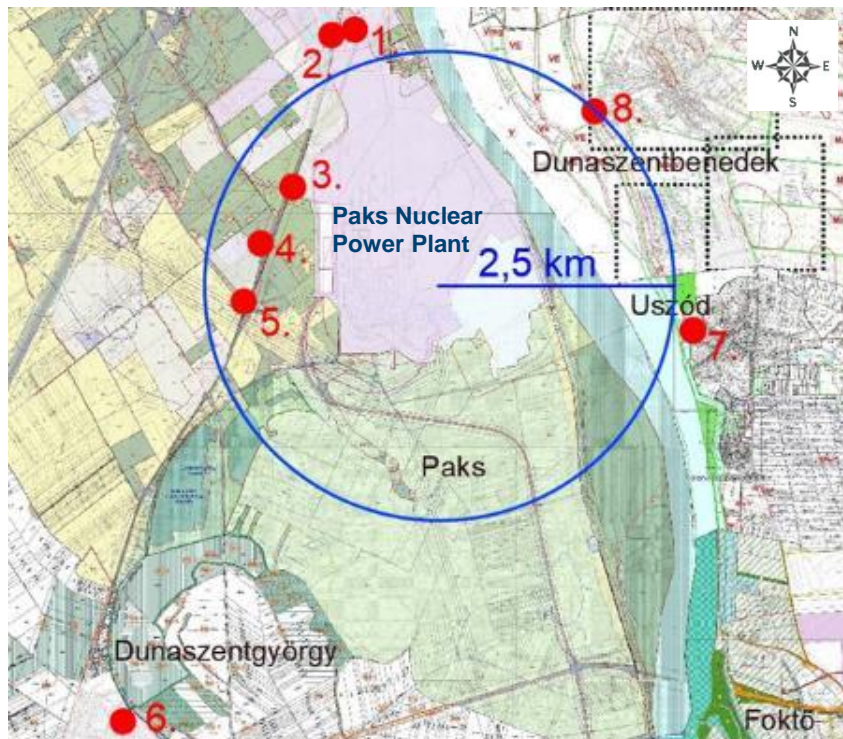 1.
2.
N
W E
S
8.
Dunaszentbenedek
3.
Paks Nuclear
Power Plant
4.
2,5 km
5.
Uszód
7.
Paks
Dunaszentgyörgy
6.
Foktő